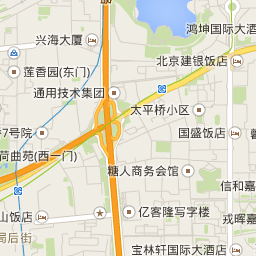 鸿坤国际大酒
兴海大厦
北京建银饭店
莲香园(东门)
通用技术集团
太平桥小区
7号院
国盛饭店
荷曲苑(西一门)
糖人商务会馆
信和嘉
山饭店
亿客隆写字楼
戎晖嘉
局后街
宝林轩国际大酒店